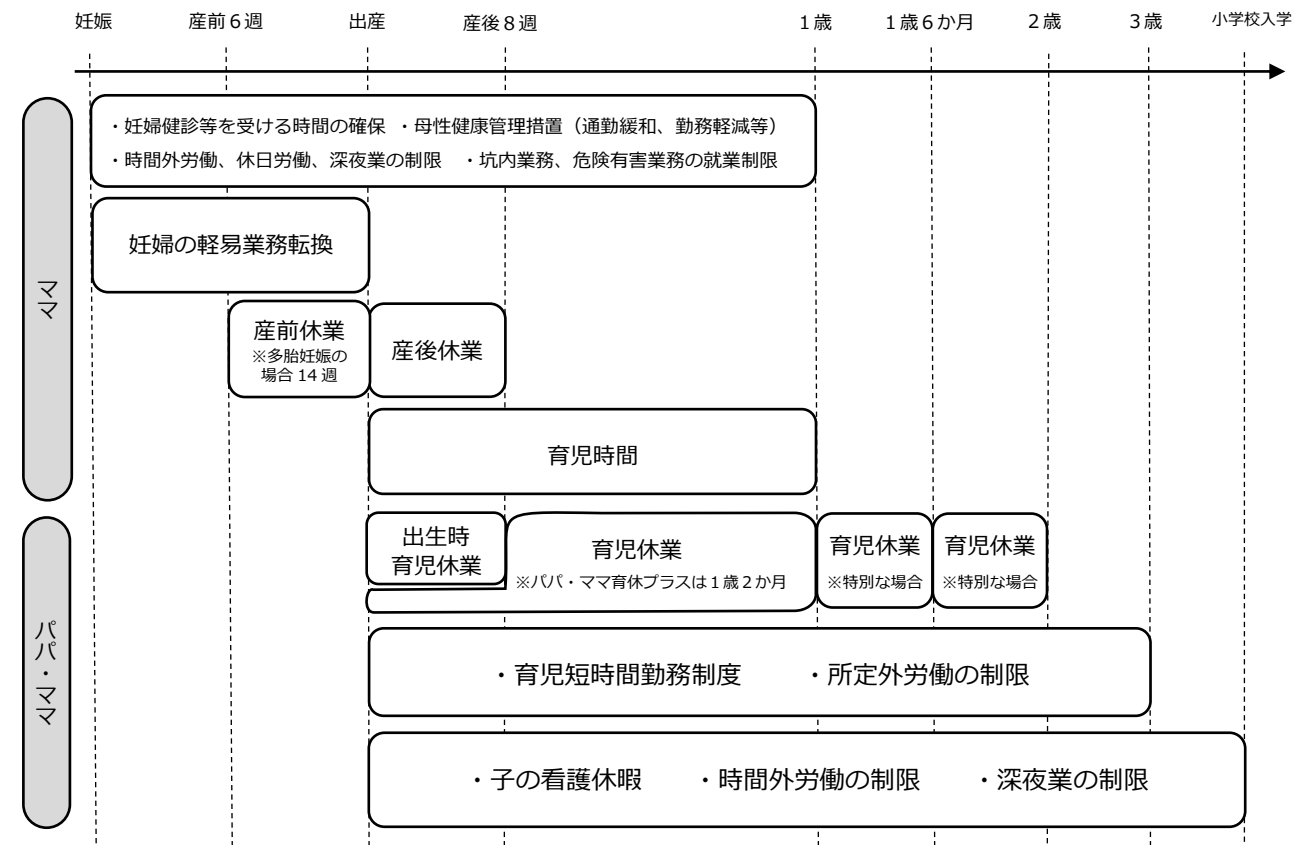 妊娠 産前6週 出産 産後8週 1歳 1歳6か月 2歳 3歳 小学校入学
ママ
・妊婦健診等を受ける時間の確保 ・母性健康管理措置（通勤緩和、勤務軽減等）
・時間外労働、休日労働、深夜業の制限 ・坑内業務、危険有害業務の就業制限
妊婦の軽易業務転換
産前休業
※多胎妊娠の
場合 14 週
産後休業
育児時間
パパ・ママ
出生時
育児休業
育児休業
※パパ・ママ育休プラスは１歳２か月
育児休業
※特別な場合
育児休業
※特別な場合
・育児短時間勤務制度 ・所定外労働の制限
・子の看護休暇 ・時間外労働の制限 ・深夜業の制限